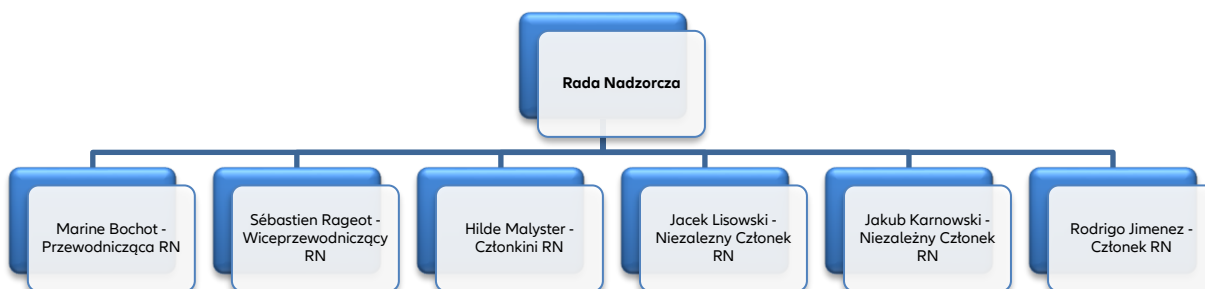 Rada Nadzorcza
Marine Bochot -
Przewodnicząca RN
Sébastien Rageot -
Wiceprzewodniczący
RN
Hilde Malyster -
Członkini RN
Jacek Lisowski -
Niezalezny Członek
RN
Jakub Karnowski -
Niezależny Członek
RN
Rodrigo Jimenez -
Członek RN